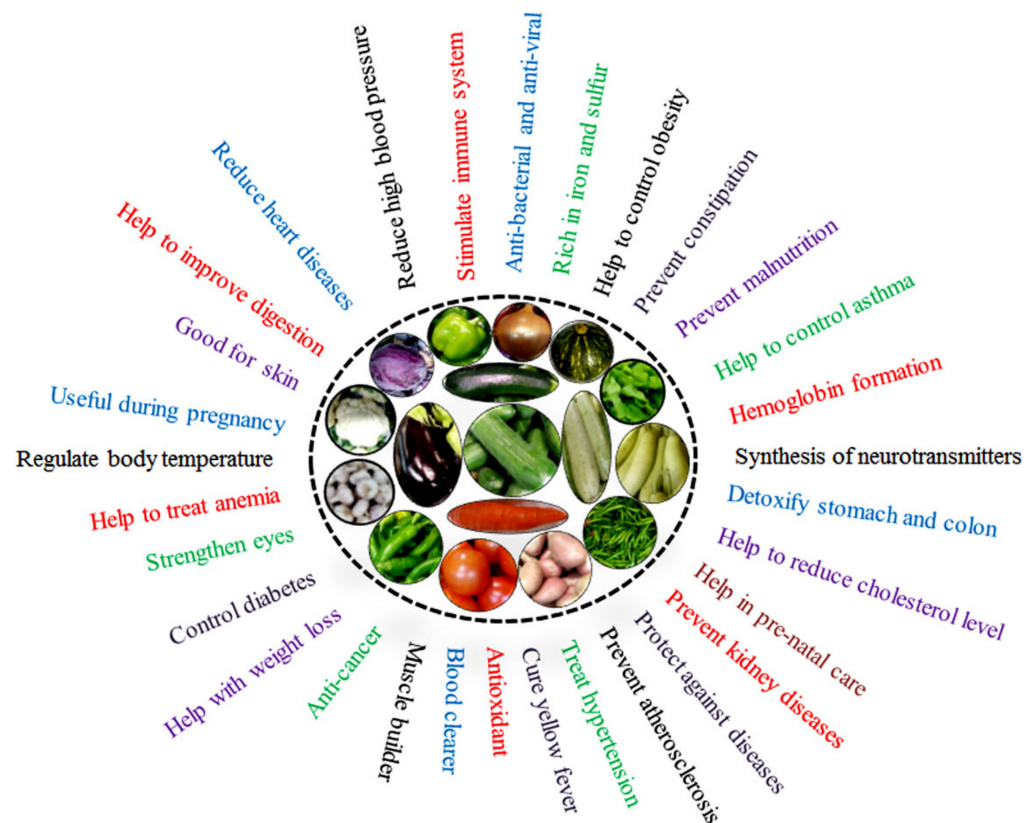 Reduce high blood pressure
Stimulate immune system
Anti-bacterial and anti-viral
Rich in iron and sulfur
Help to control obesity
Prevent constipation
Prevent malnutrition
Help to control asthma
Hemoglobin formation
Synthesis of neurotransmitters
Detoxify stomach and colon
Help to reduce cholesterol level
Help in pre-natal care
Prevent kidney diseases
Protect against diseases
Prevent atherosclerosis
Treat hypertension
Cure yellow fever
Antioxidant
Blood clearer
Muscle builder
Anti-cancer
Help with weight loss
Control diabetes
Strengthen eyes
Help to treat anemia
Regulate body temperature
Useful during pregnancy
Good for skin
Help to improve digestion
Reduce heart diseases